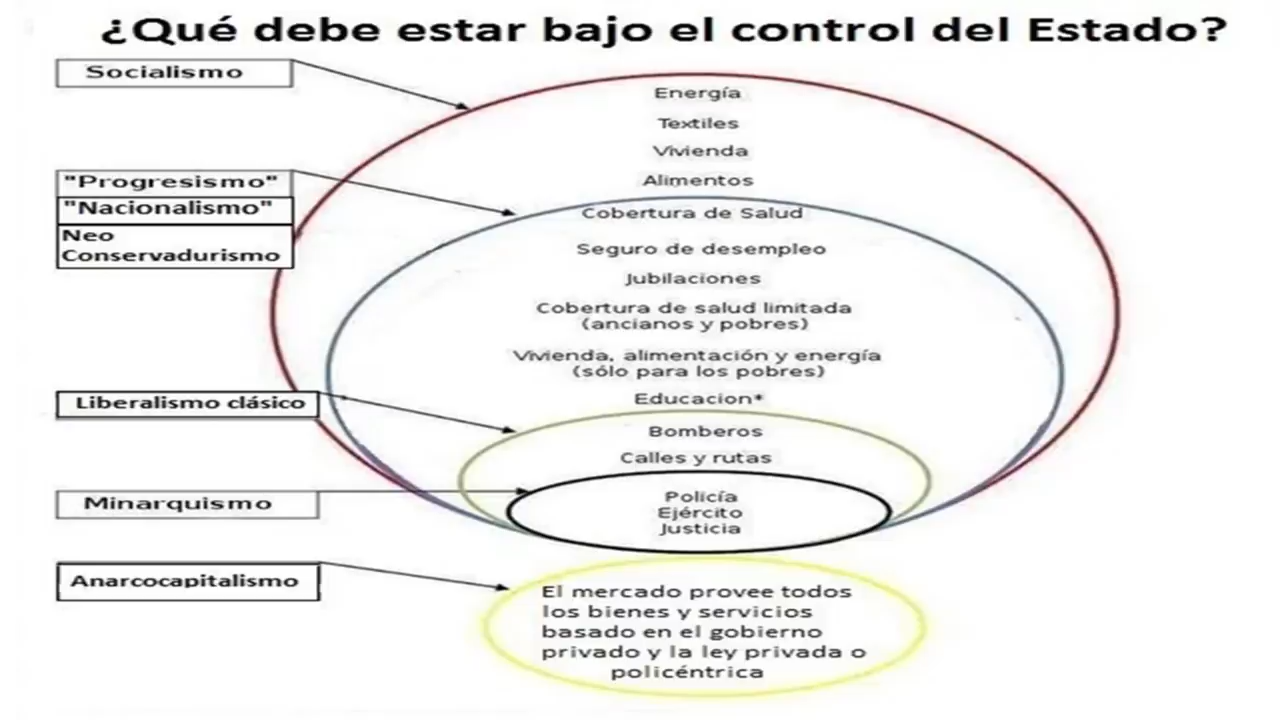 ¿Qué debe estar bajo el control del Estado?
Socialismo
"Progresismo"
"Nacionalismo"
Neo
Conservadurismo
Liberalismo clásico
Minarquismo
Anarcocapitalismo
Energía
Textiles
Vivienda
Alimentos
Cobertura de Salud
Seguro de desempleo
Jubilaciones
Cobertura de salud limitada
(ancianos y pobres)
Vivienda, alimentación y energía
(sólo para los pobres)
Educacion*
Bomberos
Calles y rutas
Policía
Ejército
Justicia
El mercado provee todos
los bienes y servicios
basado en el gobierno
privado y la ley privada o
policéntrica